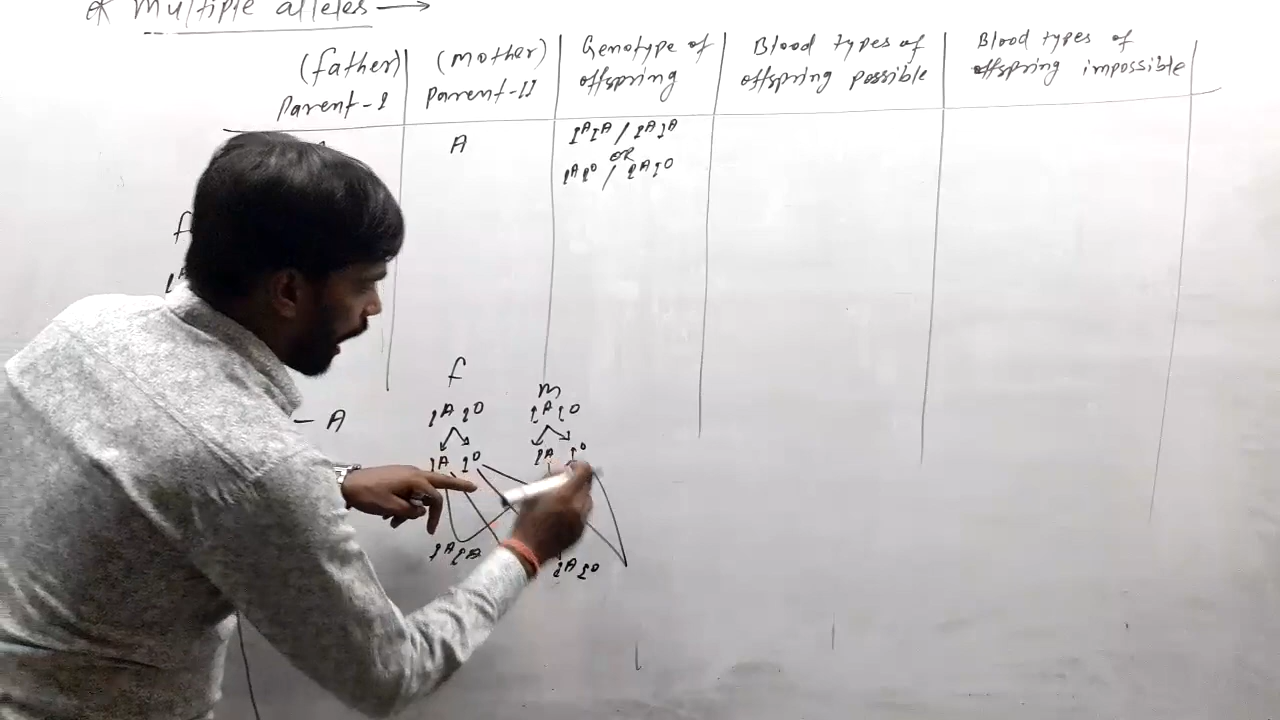 Multiple alleles →
(father) (mother) Genotype of Blood types of Blood types of
Parent-I Parent-II offspring offspring possible offspring impossible
A IᴬIᴬ / IᴬIᴬ
OR
IᴬIᴼ / IᴬIᴼ
f
f m
IᴬIᴼ IᴬIᴼ
– A
Iᴬ Iᴼ Iᴬ Iᴼ
IᴬIᴬ IᴬIᴼ